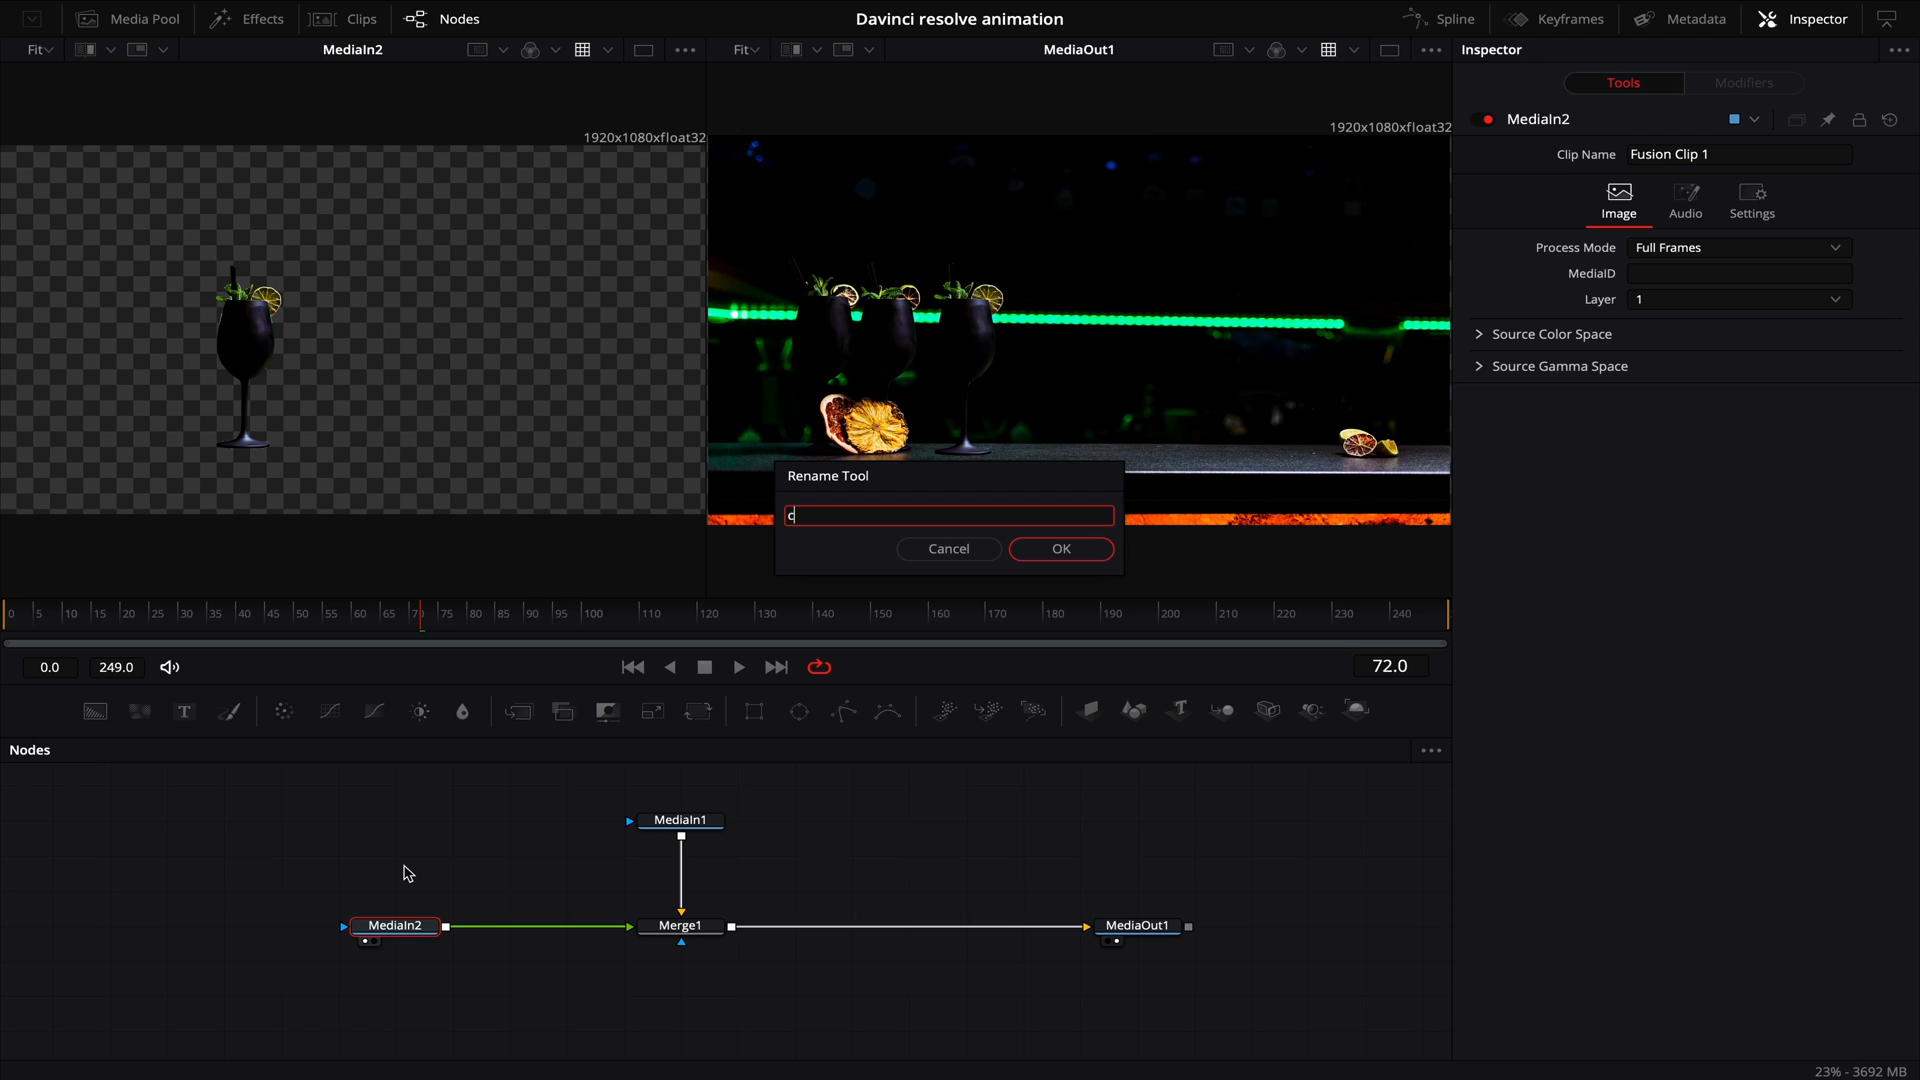 Media Pool Effects Clips Nodes Davinci resolve animation Spline Keyframes Metadata Inspector
Fit MediaIn2 Fit MediaOut1 Inspector
Tools Modifiers
1920x1080xfloat32 1920x1080xfloat32
MediaIn2
Clip Name Fusion Clip 1
Image Audio Settings
Process Mode Full Frames
MediaID
Layer 1
Source Color Space
Source Gamma Space
Rename Tool
c
Cancel OK
0 5 10 15 20 25 30 35 40 45 50 55 60 65 70 75 80 85 90 95 100 110 120 130 140 150 160 170 180 190 200 210 220 230 240
0.0 249.0 72.0
Nodes
MediaIn1
MediaIn2 Merge1 MediaOut1
23% - 3692 MB